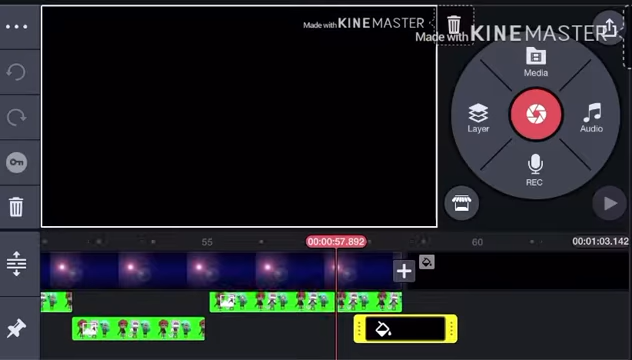 Made with KINEMASTER
Made with KINEMASTER
Media
Layer
Audio
REC
55
00:00:57.892
60
00:01:03.142